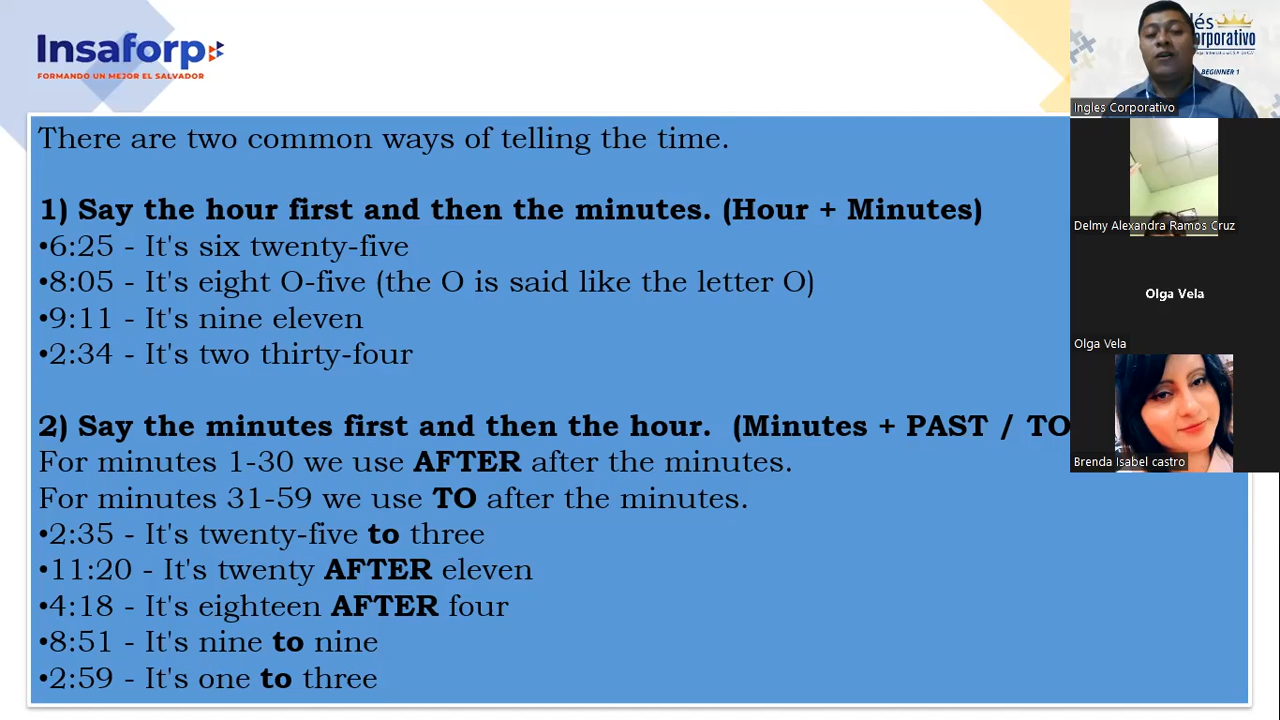 Insaforp
FORMANDO UN MEJOR EL SALVADOR
There are two common ways of telling the time.
1) Say the hour first and then the minutes. (Hour + Minutes)
•6:25 - It's six twenty-five
•8:05 - It's eight O-five (the O is said like the letter O)
•9:11 - It's nine eleven
•2:34 - It's two thirty-four
2) Say the minutes first and then the hour.  (Minutes + PAST / TO
For minutes 1-30 we use AFTER after the minutes.
For minutes 31-59 we use TO after the minutes.
•2:35 - It's twenty-five to three
•11:20 - It's twenty AFTER eleven
•4:18 - It's eighteen AFTER four
•8:51 - It's nine to nine
•2:59 - It's one to three
BEGINNER 1
Ingles Corporativo
Delmy Alexandra Ramos Cruz
Olga Vela
Olga Vela
Brenda Isabel castro